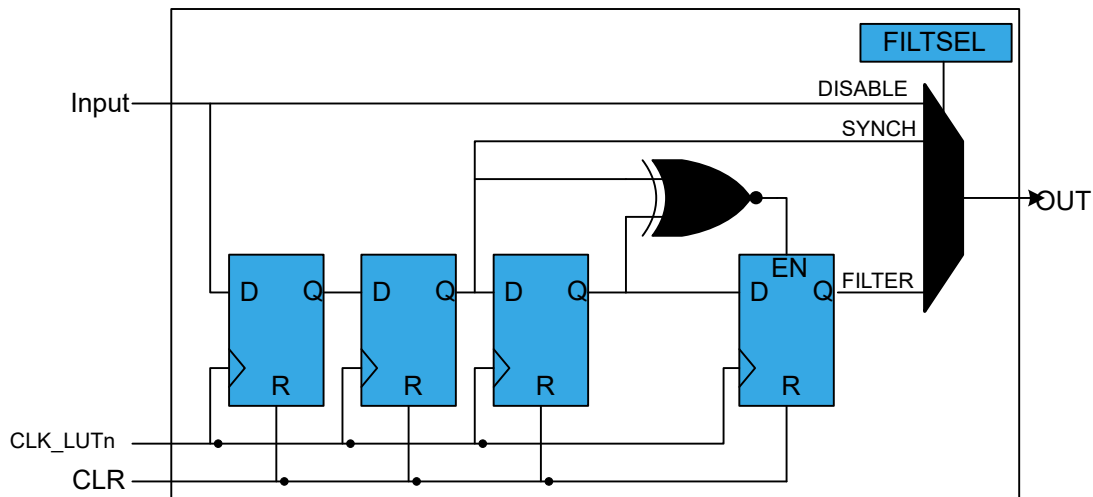 FILTSEL
Input
DISABLE
SYNCH
OUT
EN
D Q D Q D Q D Q
FILTER
R R R R
CLK_LUTn
CLR